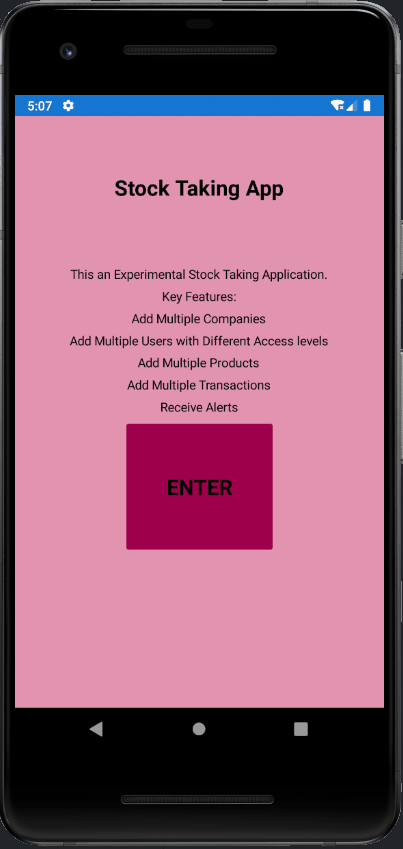 5:07
Stock Taking App
This an Experimental Stock Taking Application.
Key Features:
Add Multiple Companies
Add Multiple Users with Different Access levels
Add Multiple Products
Add Multiple Transactions
Receive Alerts
ENTER